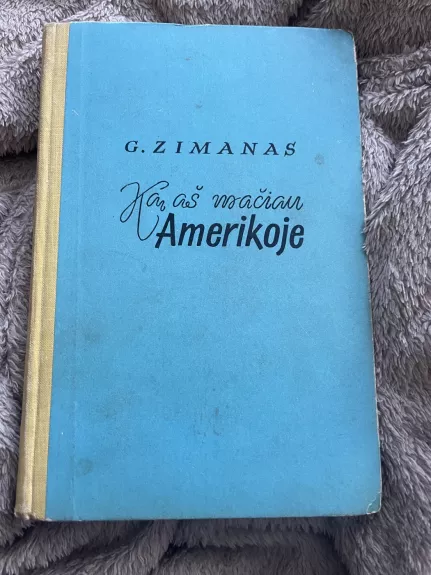 G. ZIMANAS
Ką aš mačiau
Amerikoje